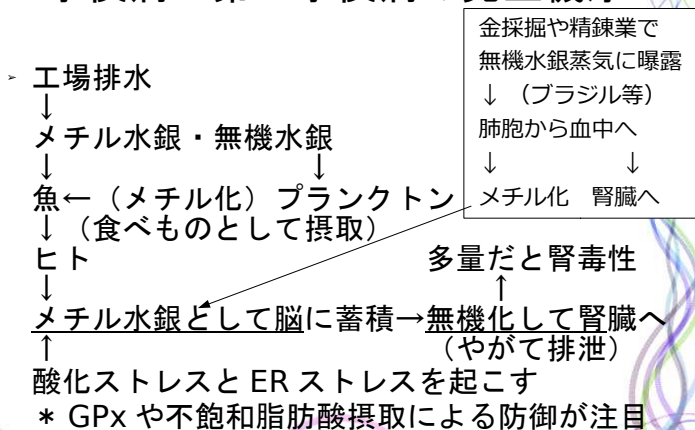 ➢ 工場排水
↓
メチル水銀・無機水銀
↓ ↓
魚←（メチル化）プランクトン
↓（食べものとして摂取）
ヒト 多量だと腎毒性
↓ ↑
メチル水銀として脳に蓄積→無機化して腎臓へ
↑ （やがて排泄）
酸化ストレスと ER ストレスを起こす
* GPx や不飽和脂肪酸摂取による防御が注目
金採掘や精錬業で
無機水銀蒸気に曝露
↓ （ブラジル等）
肺胞から血中へ
↓ ↓
メチル化 腎臓へ